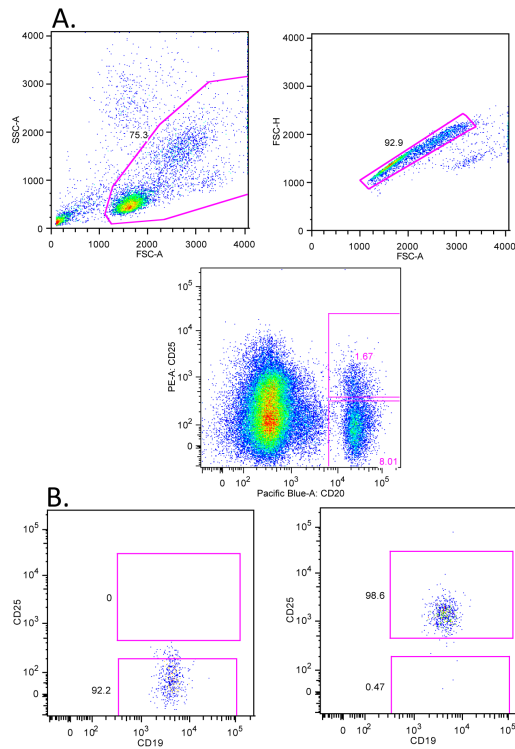 A.
4000
3000
2000
1000
0
SSC-A
75.3
0 1000 2000 3000 4000
FSC-A
4000
3000
2000
1000
0
FSC-H
92.9
0 1000 2000 3000 4000
FSC-A
10^5
10^4
10^3
10^2
0
PE-A: CD25
1.67
8.01
0 10^2 10^3 10^4 10^5
Pacific Blue-A: CD20
B.
10^5
10^4
10^3
10^2
0
CD25
0
92.2
0 10^2 10^3 10^4 10^5
CD19
10^5
10^4
10^3
10^2
0
CD25
98.6
0.47
0 10^2 10^3 10^4 10^5
CD19